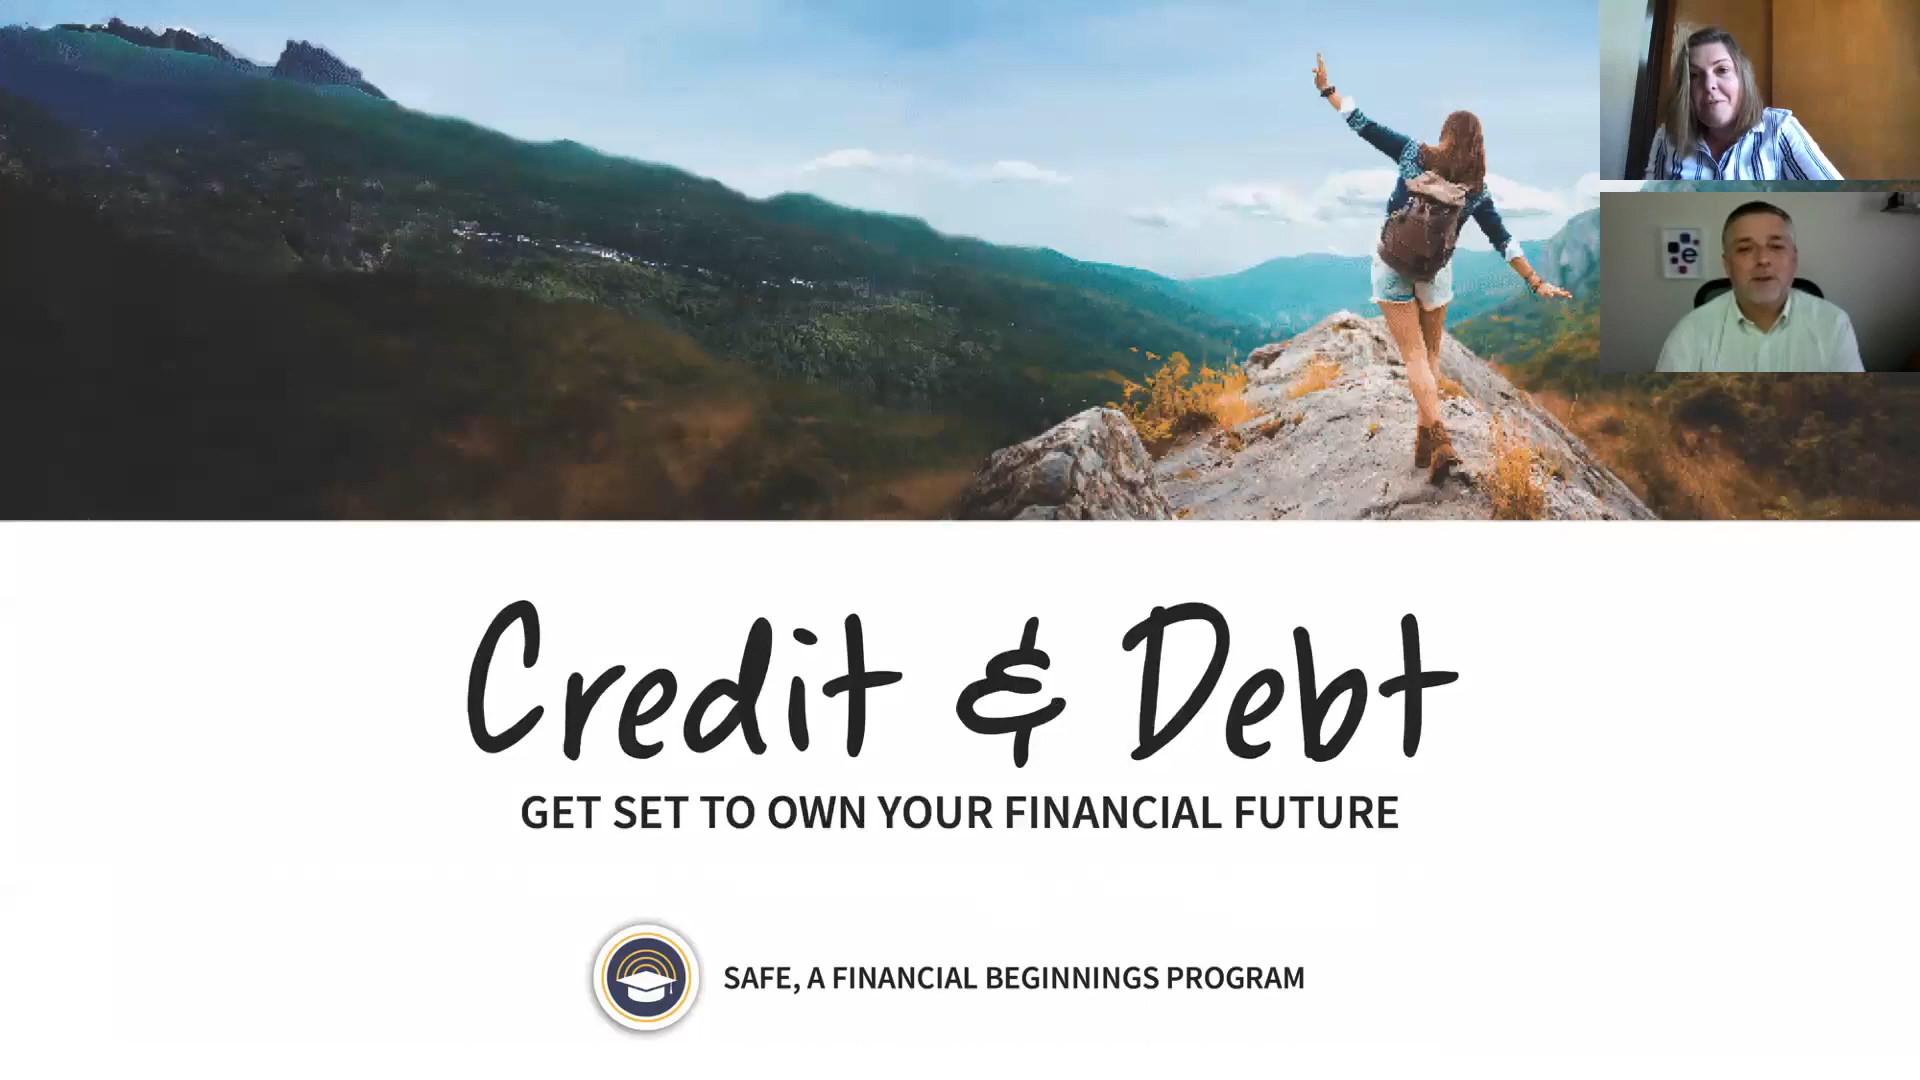 e
Credit & Debt
GET SET TO OWN YOUR FINANCIAL FUTURE
SAFE, A FINANCIAL BEGINNINGS PROGRAM